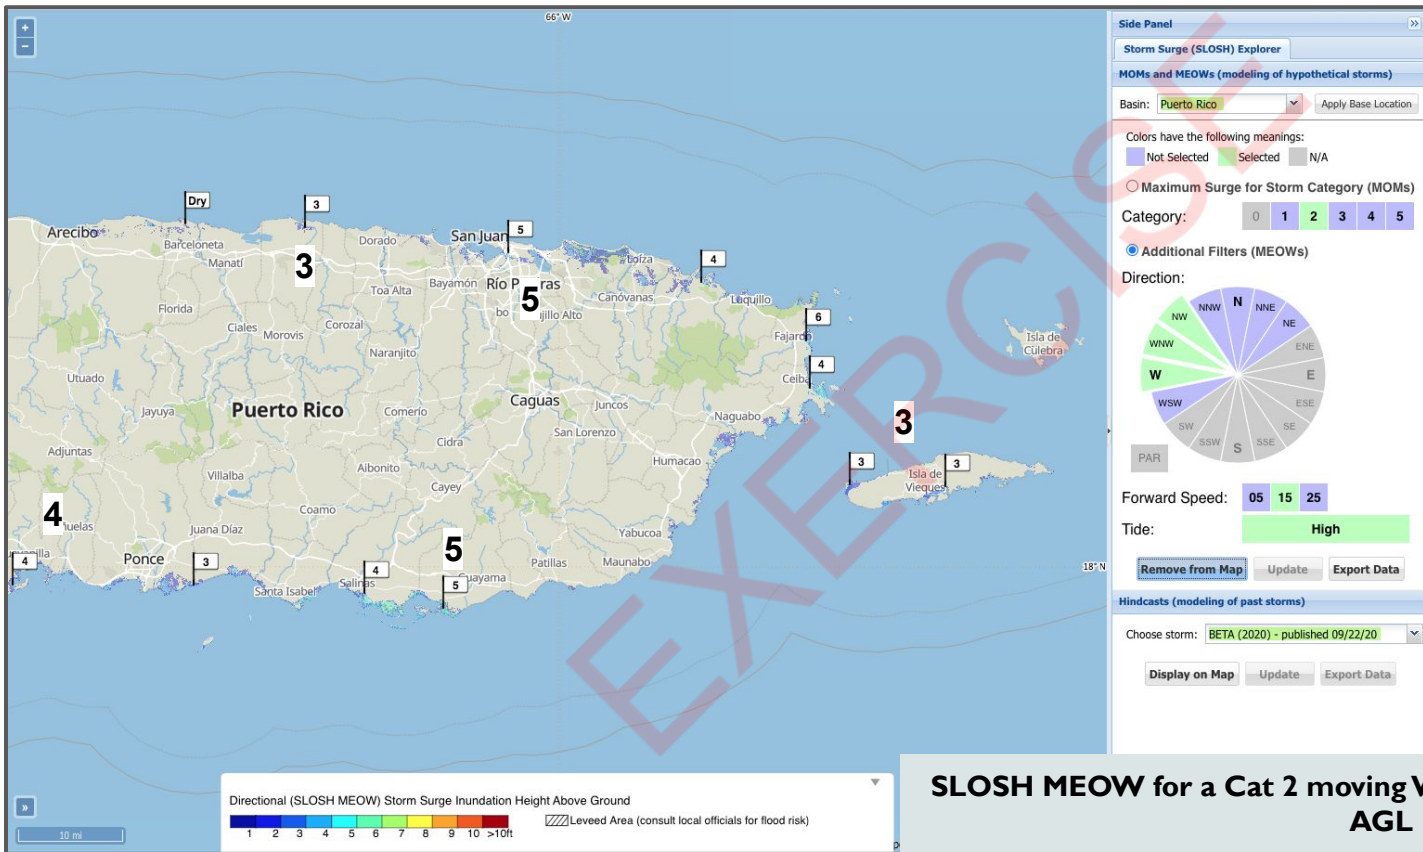 66° W
+
−
Dry
3
5
4
6
4
3
3
4
3
4
5
3
5
3
4
5
Arecibo
Barceloneta
Manatí
Dorado
San Juan
Toa Alta
Bayamón
Loíza
Canóvanas
Luquillo
Fajardo
Ceiba
Isla de
Culebra
Florida
Ciales
Morovis
Corozal
Naranjito
Utuado
Jayuya
Puerto Rico
Comerío
Caguas
Juncos
Naguabo
San Lorenzo
Cidra
Adjuntas
Villalba
Aibonito
Cayey
Humacao
Isla de
Vieques
Coamo
Juana Díaz
Yabucoa
Ponce
Patillas
Maunabo
Santa Isabel
Salinas
18° N
»
10 mi
Directional (SLOSH MEOW) Storm Surge Inundation Height Above Ground
1 2 3 4 5 6 7 8 9 10 >10ft
Leveed Area (consult local officials for flood risk)
Side Panel
»
Storm Surge (SLOSH) Explorer
MOMs and MEOWs (modeling of hypothetical storms)
Basin: Puerto Rico Apply Base Location
Colors have the following meanings:
Not Selected Selected N/A
Maximum Surge for Storm Category (MOMs)
Category: 0 1 2 3 4 5
Additional Filters (MEOWs)
Direction:
N
NNE
NE
ENE
E
ESE
SE
SSE
S
SSW
SW
WSW
W
WNW
NW
NNW
PAR
Forward Speed: 05 15 25
Tide: High
Remove from Map Update Export Data
Hindcasts (modeling of past storms)
Choose storm: BETA (2020) - published 09/22/20
Display on Map Update Export Data
EXERCISE
SLOSH MEOW for a Cat 2 moving
AGL